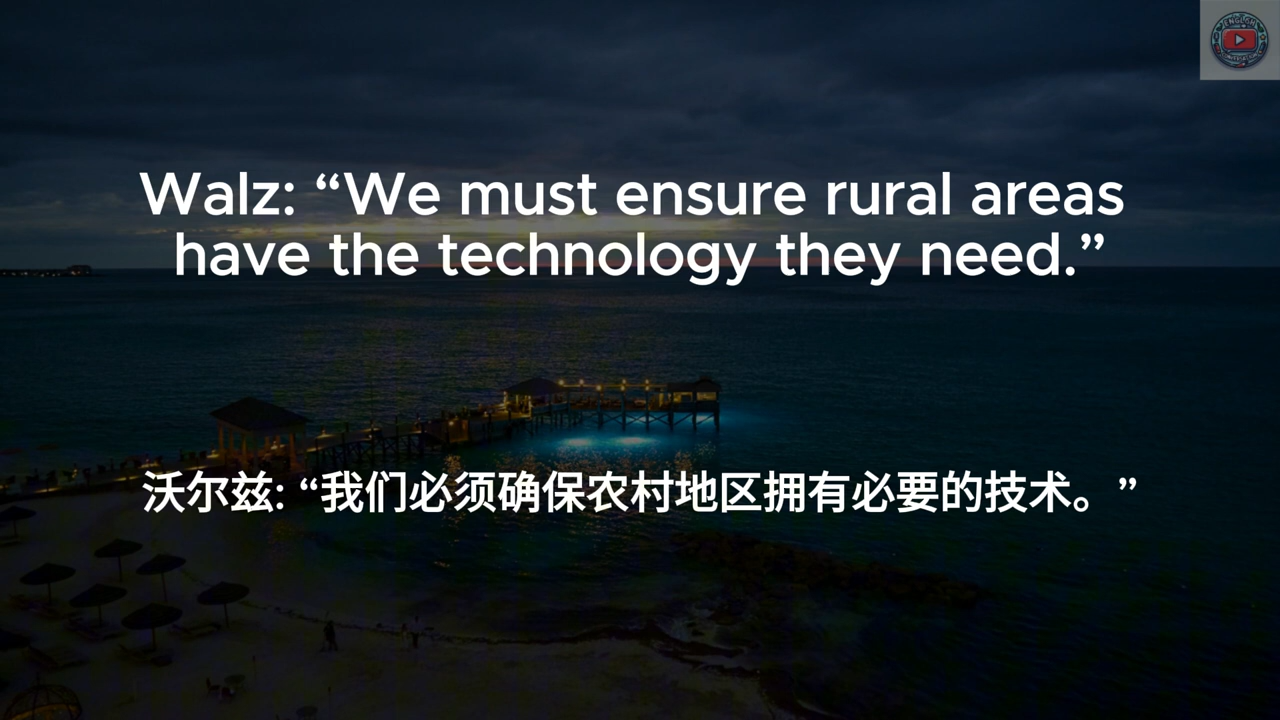 ENGLISH
Walz: “We must ensure rural areas
have the technology they need.”
沃尔兹: “我们必须确保农村地区拥有必要的技术。”